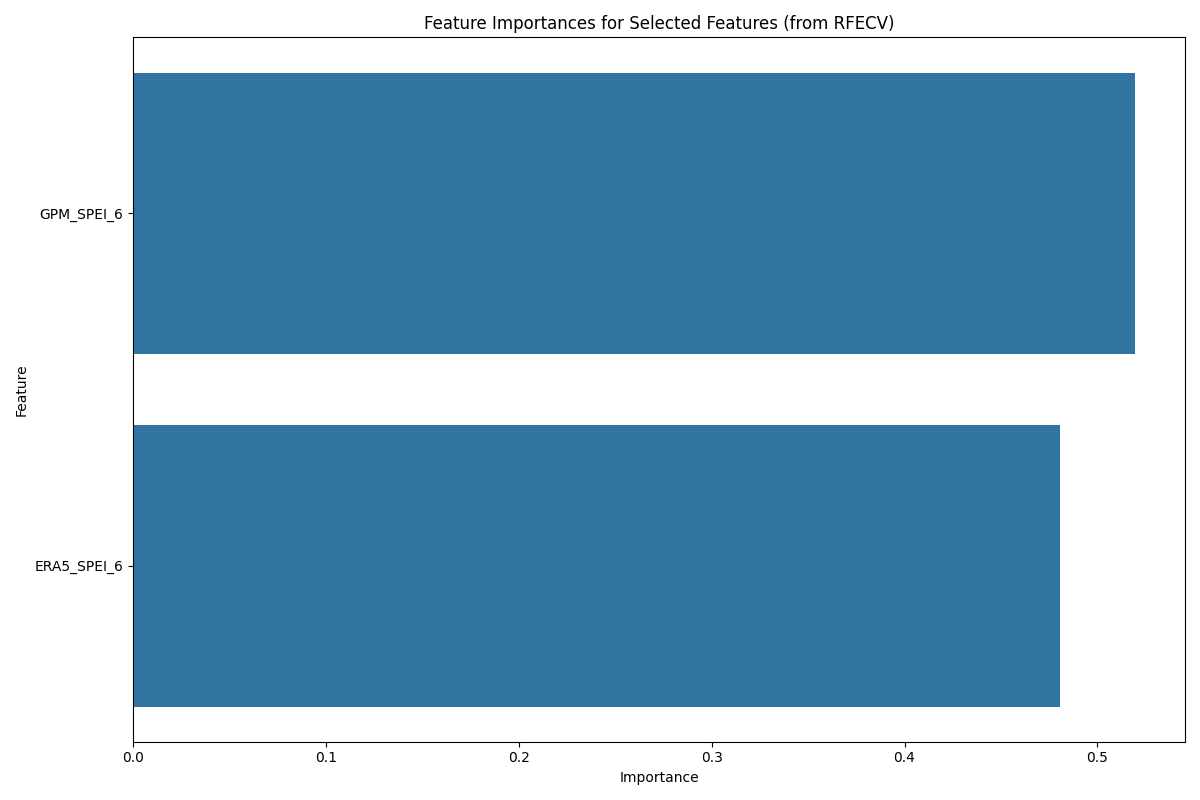 Feature Importances for Selected Features (from RFECV)
Feature
GPM_SPEI_6
ERA5_SPEI_6
0.0 0.1 0.2 0.3 0.4 0.5
Importance